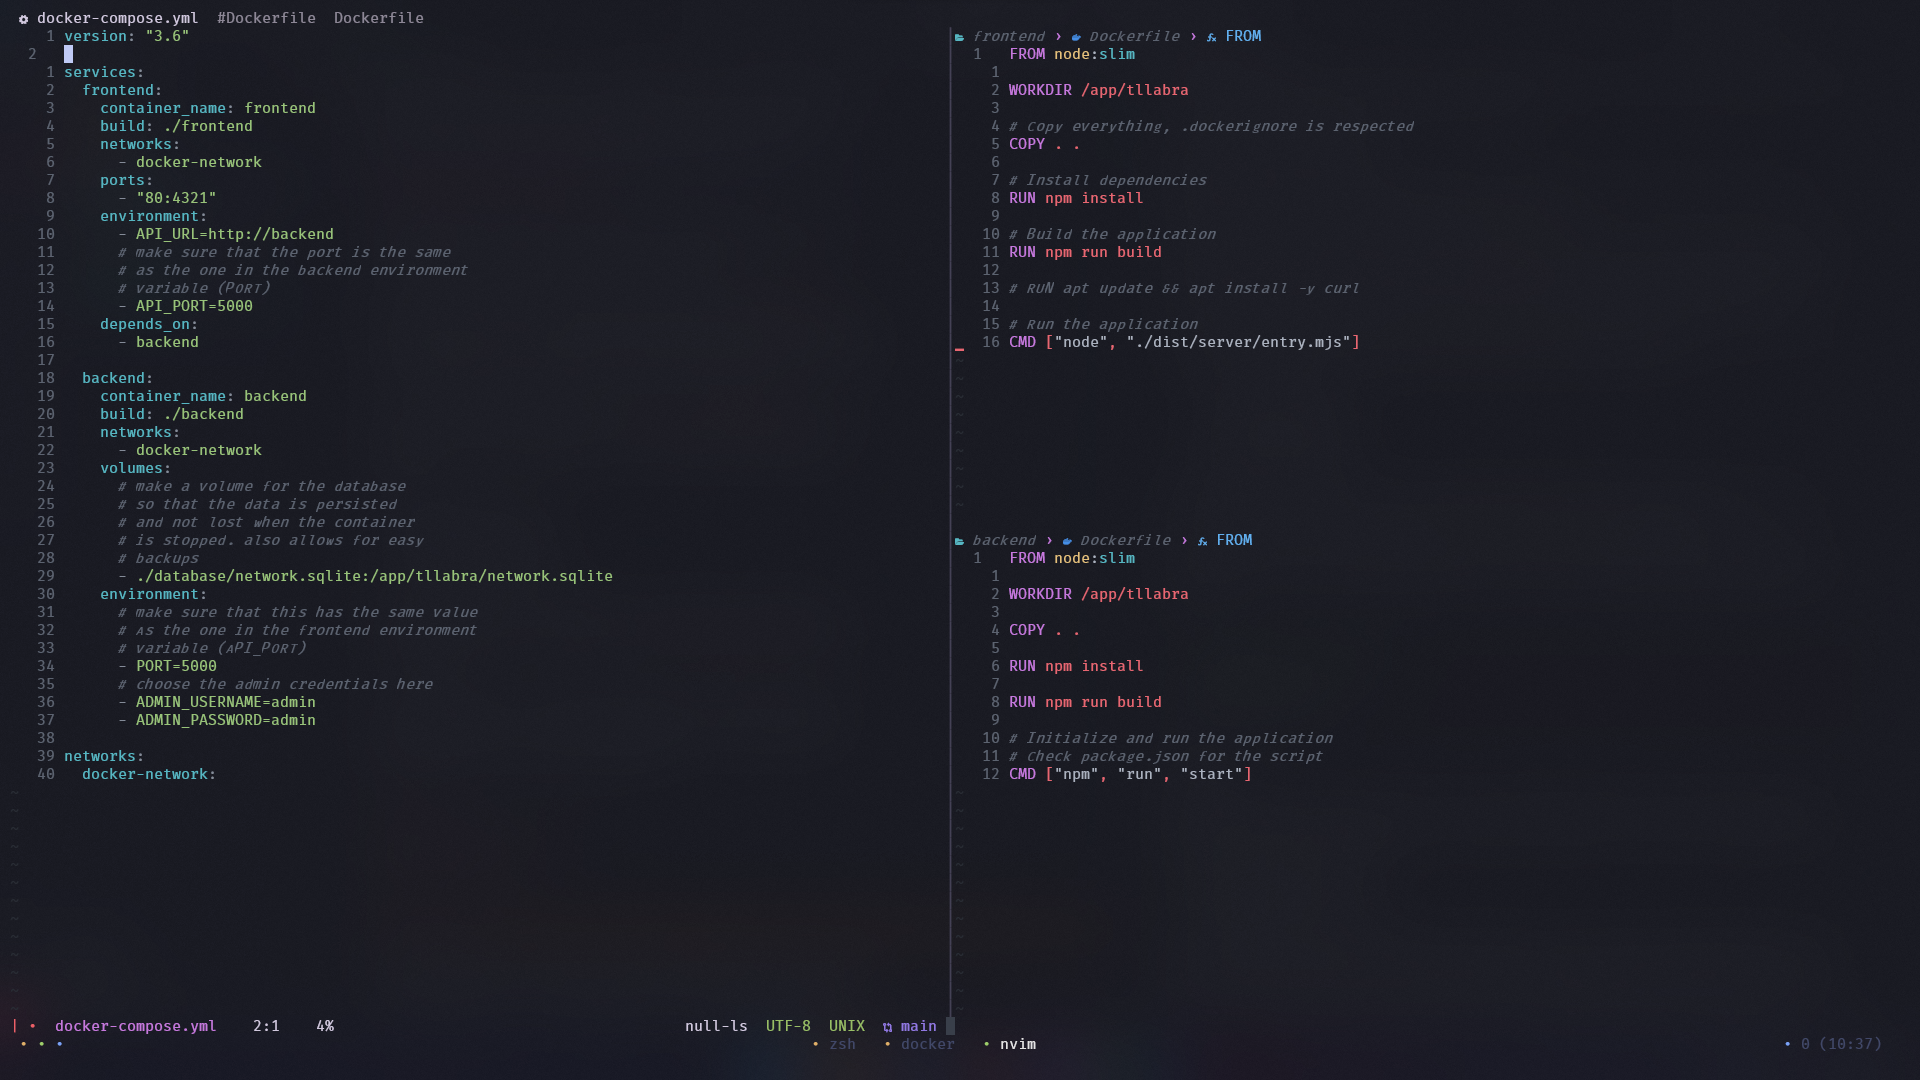 docker-compose.yml #Dockerfile Dockerfile
1 version: "3.6"
2
1 services:
2 frontend:
3 container_name: frontend
4 build: ./frontend
5 networks:
6 - docker-network
7 ports:
8 - "80:4321"
9 environment:
10 - API_URL=http://backend
11 # make sure that the port is the same
12 # as the one in the backend environment
13 # variable (PORT)
14 - API_PORT=5000
15 depends_on:
16 - backend
17
18 backend:
19 container_name: backend
20 build: ./backend
21 networks:
22 - docker-network
23 volumes:
24 # make a volume for the database
25 # so that the data is persisted
26 # and not lost when the container
27 # is stopped. also allows for easy
28 # backups
29 - ./database/network.sqlite:/app/tllabra/network.sqlite
30 environment:
31 # make sure that this has the same value
32 # As the one in the frontend environment
33 # variable (API_PORT)
34 - PORT=5000
35 # choose the admin credentials here
36 - ADMIN_USERNAME=admin
37 - ADMIN_PASSWORD=admin
38
39 networks:
40 docker-network:
frontend › Dockerfile › FROM
1 FROM node:slim
1
2 WORKDIR /app/tllabra
3
4 # Copy everything, .dockerignore is respected
5 COPY . .
6
7 # Install dependencies
8 RUN npm install
9
10 # Build the application
11 RUN npm run build
12
13 # RUN apt update && apt install -y curl
14
15 # Run the application
16 CMD ["node", "./dist/server/entry.mjs"]
backend › Dockerfile › FROM
1 FROM node:slim
1
2 WORKDIR /app/tllabra
3
4 COPY . .
5
6 RUN npm install
7
8 RUN npm run build
9
10 # Initialize and run the application
11 # Check package.json for the script
12 CMD ["npm", "run", "start"]
docker-compose.yml 2:1 4% null-ls UTF-8 UNIX main
• • • • zsh • docker • nvim • 0 (10:37)